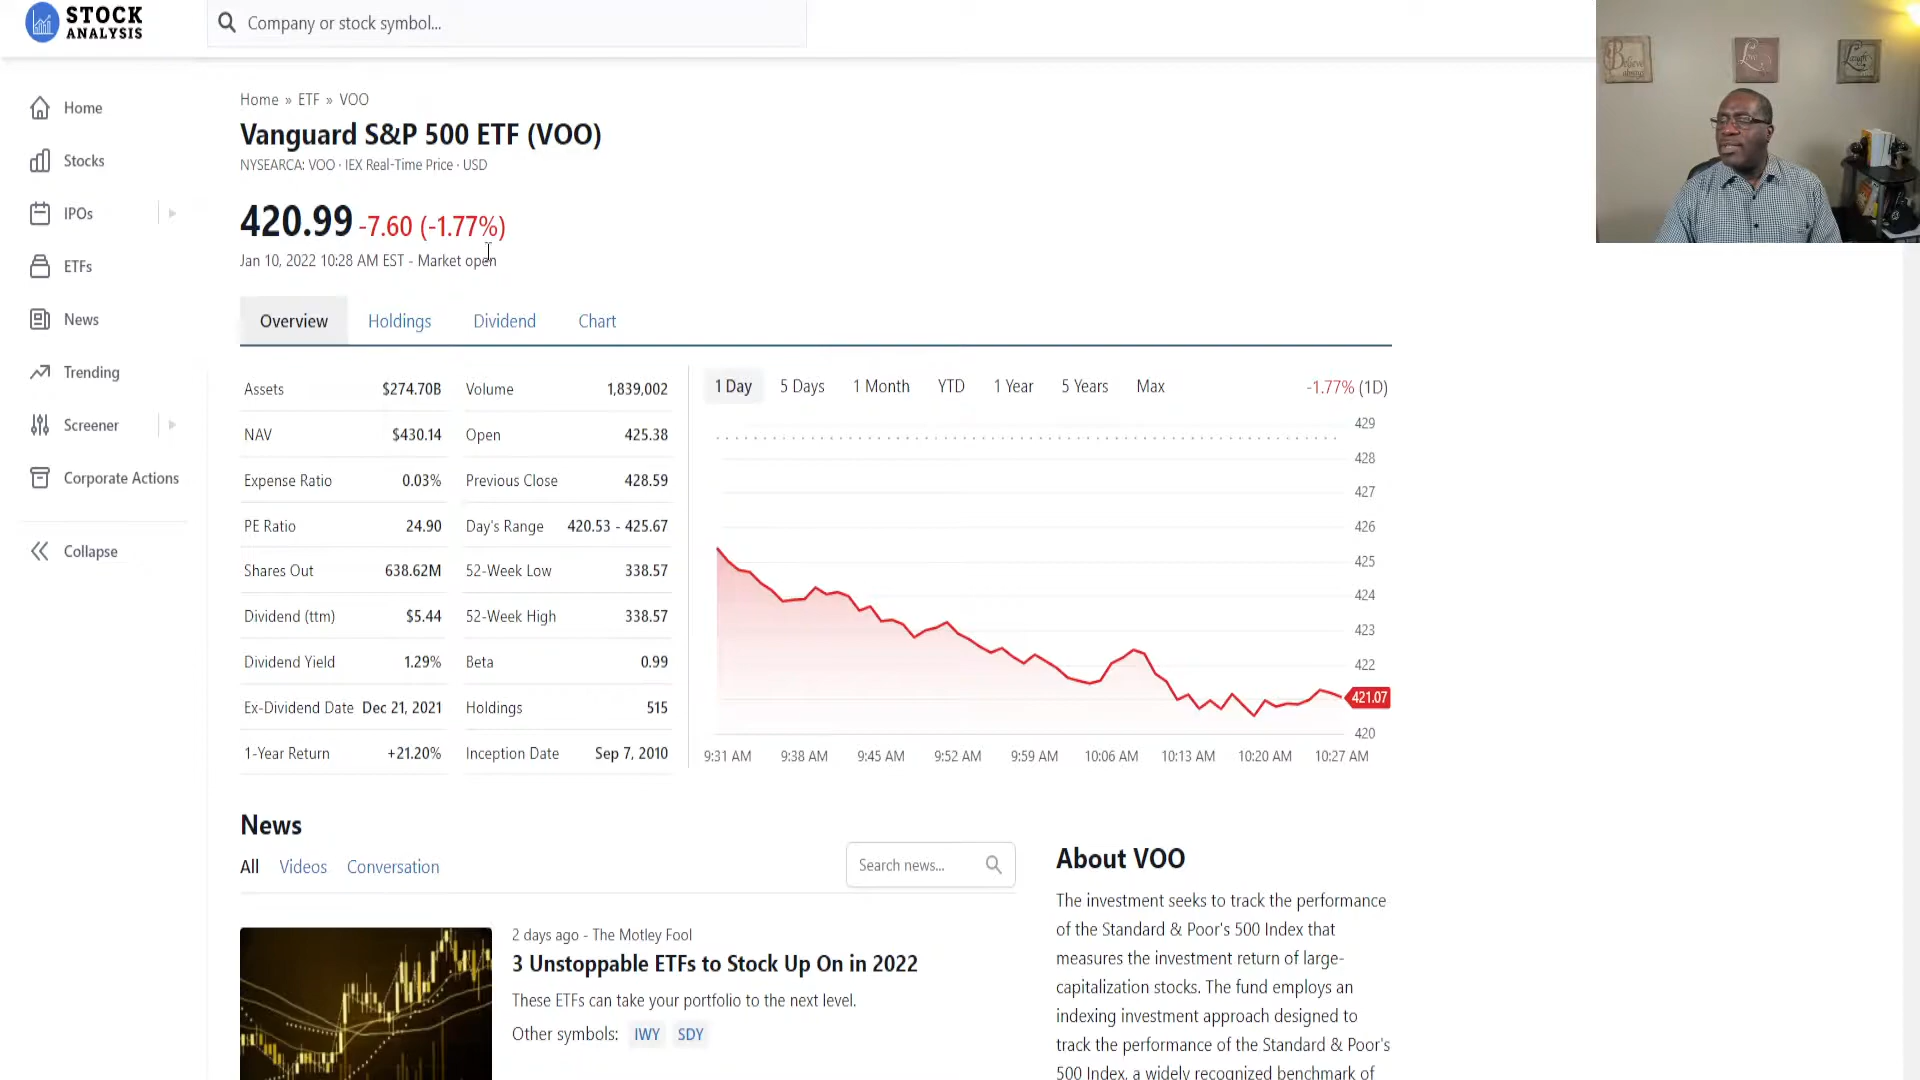 STOCK
ANALYSIS
Company or stock symbol...
Home
Stocks
IPOs
ETFs
News
Trending
Screener
Corporate Actions
Collapse
Home » ETF » VOO
Vanguard S&P 500 ETF (VOO)
NYSEARCA: VOO · IEX Real-Time Price · USD
420.99 -7.60 (-1.77%)
Jan 10, 2022 10:28 AM EST - Market open
Overview Holdings Dividend Chart
Assets $274.70B Volume 1,839,002
NAV $430.14 Open 425.38
Expense Ratio 0.03% Previous Close 428.59
PE Ratio 24.90 Day's Range 420.53 - 425.67
Shares Out 638.62M 52-Week Low 338.57
Dividend (ttm) $5.44 52-Week High 338.57
Dividend Yield 1.29% Beta 0.99
Ex-Dividend Date Dec 21, 2021 Holdings 515
1-Year Return +21.20% Inception Date Sep 7, 2010
1 Day 5 Days 1 Month YTD 1 Year 5 Years Max -1.77% (1D)
429
428
427
426
425
424
423
422
421.07
420
9:31 AM 9:38 AM 9:45 AM 9:52 AM 9:59 AM 10:06 AM 10:13 AM 10:20 AM 10:27 AM
News
All Videos Conversation
Search news...
2 days ago - The Motley Fool
3 Unstoppable ETFs to Stock Up On in 2022
These ETFs can take your portfolio to the next level.
Other symbols: IWY SDY
About VOO
The investment seeks to track the performance
of the Standard & Poor's 500 Index that
measures the investment return of large-
capitalization stocks. The fund employs an
indexing investment approach designed to
track the performance of the Standard & Poor's
500 Index, a widely recognized benchmark of
Believe
always
Love
Laugh